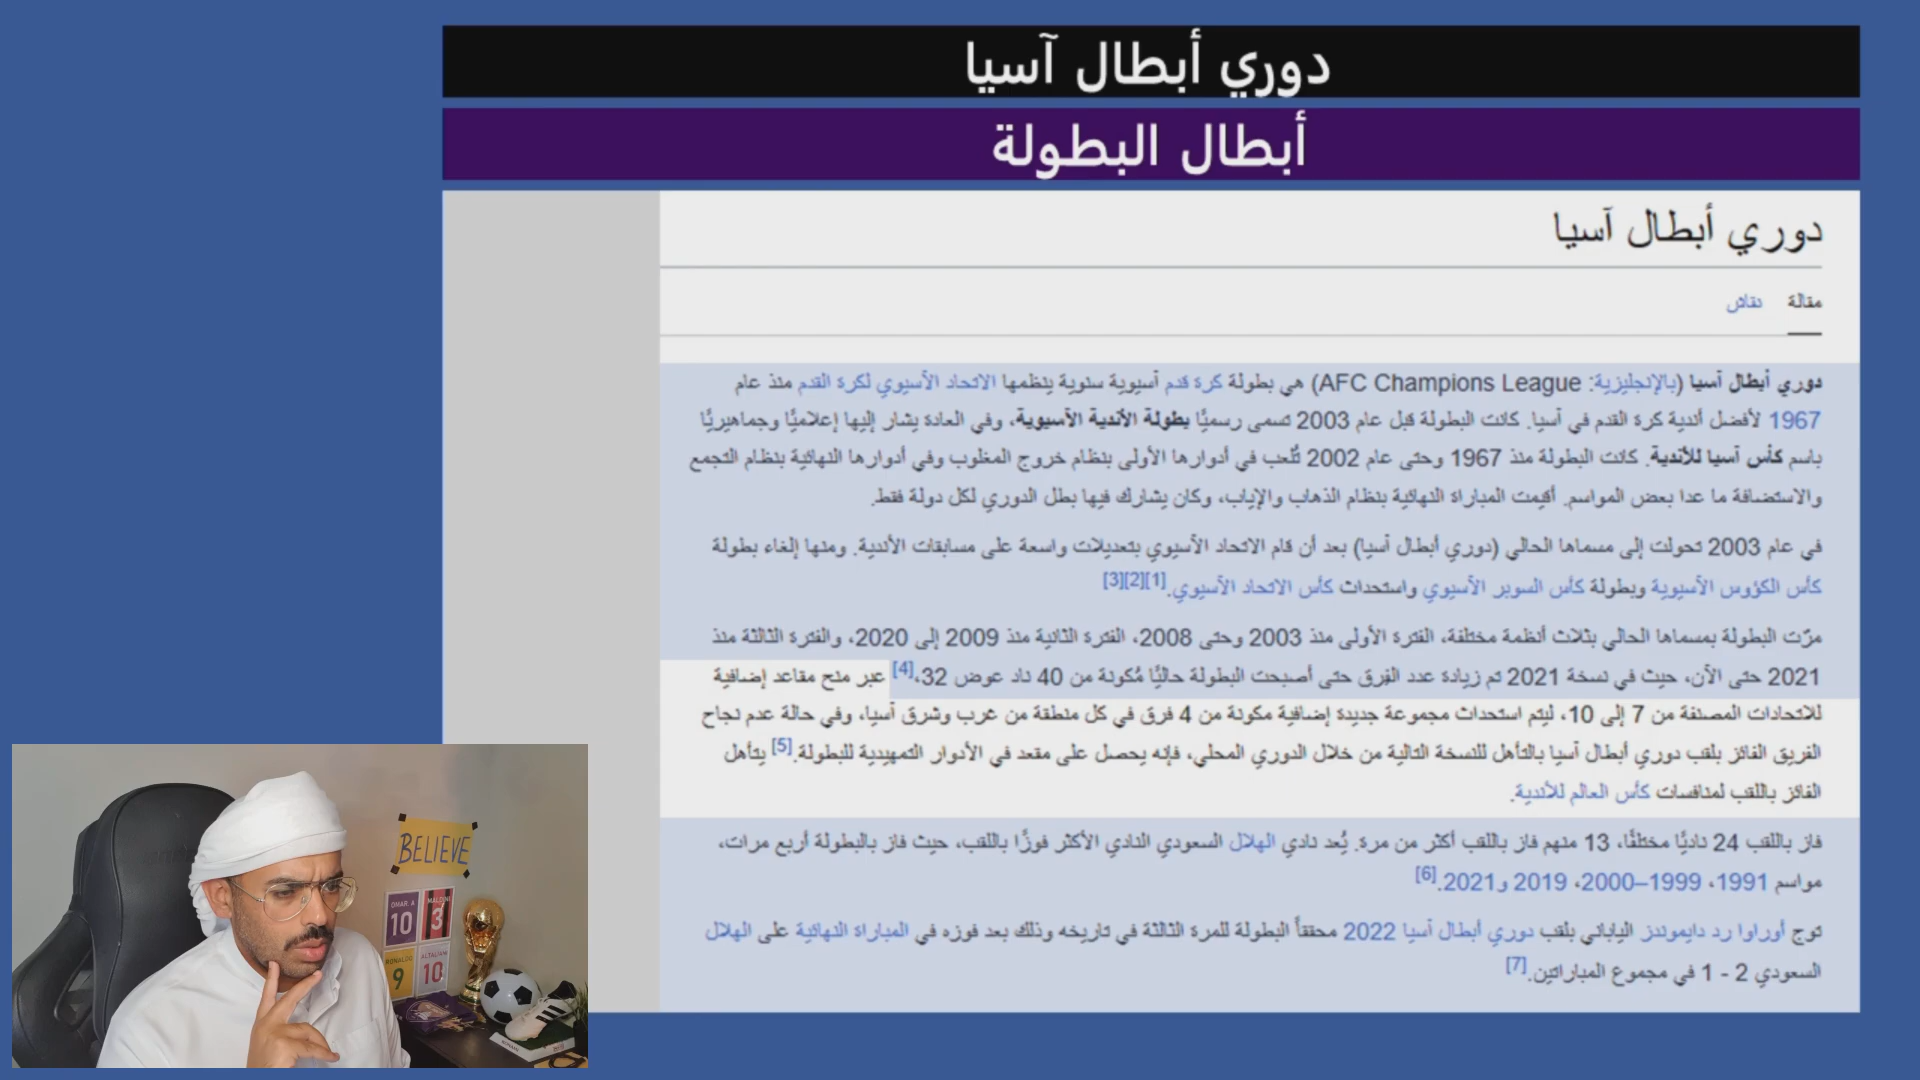 دوري أبطال آسيا
أبطال البطولة
دوري أبطال آسيا
مقالة نقاش
دوري أبطال آسيا (بالإنجليزية: AFC Champions League) هي بطولة كرة قدم آسيوية سنوية ينظمها الاتحاد الآسيوي لكرة القدم منذ عام
1967 لأفضل أندية كرة القدم في آسيا. كانت البطولة قبل عام 2003 تسمى رسميًا بطولة الأندية الآسيوية، وفي العادة يشار إليها إعلاميًا وجماهيريًا
باسم كأس آسيا للأندية. كانت البطولة منذ 1967 وحتى عام 2002 تُلعب في أدوارها الأولى بنظام خروج المغلوب وفي أدوارها النهائية بنظام التجمع
والاستضافة ما عدا بعض المواسم. أقيمت المباراة النهائية بنظام الذهاب والإياب، وكان يشارك فيها بطل الدوري لكل دولة فقط.
في عام 2003 تحولت إلى مسماها الحالي (دوري أبطال آسيا) بعد أن قام الاتحاد الآسيوي بتعديلات واسعة على مسابقات الأندية. ومنها إلغاء بطولة
كأس الكؤوس الآسيوية وبطولة كأس السوبر الآسيوي واستحداث كأس الاتحاد الآسيوي.[1][2][3]
مرّت البطولة بمسماها الحالي بثلاث أنظمة مختلفة، الفترة الأولى منذ 2003 وحتى 2008، الفترة الثانية منذ 2009 إلى 2020، والفترة الثالثة منذ
2021 حتى الآن، حيث في نسخة 2021 تم زيادة عدد الفِرق حتى أصبحت البطولة حاليًا مُكونة من 40 ناد عوض 32،[4] عبر منح مقاعد إضافية
للاتحادات المصنفة من 7 إلى 10، ليتم استحداث مجموعة جديدة إضافية مكونة من 4 فرق في كل منطقة من غرب وشرق آسيا، وفي حالة عدم نجاح
الفريق الفائز بلقب دوري أبطال آسيا بالتأهل للنسخة التالية من خلال الدوري المحلي، فإنه يحصل على مقعد في الأدوار التمهيدية للبطولة.[5] يتأهل
الفائز باللقب لمنافسات كأس العالم للأندية.
فاز باللقب 24 ناديًا مختلفًا، 13 منهم فاز باللقب أكثر من مرة. يُعد نادي الهلال السعودي النادي الأكثر فوزًا باللقب، حيث فاز بالبطولة أربع مرات،
مواسم 1991، 1999–2000، 2019 و2021.[6]
توج أوراوا رد دايموندز الياباني بلقب دوري أبطال آسيا 2022 محققاً البطولة للمرة الثالثة في تاريخه وذلك بعد فوزه في المباراة النهائية على الهلال
السعودي 2 - 1 في مجموع المباراتين.[7]
BELIEVE
OMAR. A
10
3
RONALDO
9
10